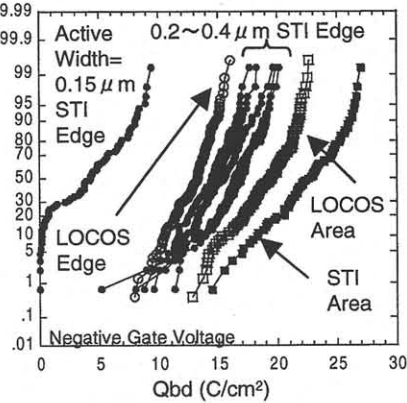 99.99
99.9
99
95
90
80
70
50
30
20
10
5
1
.1
.01
Active
Width=
0.15μm
STI
Edge
0.2~0.4μm STI Edge
LOCOS
Edge
LOCOS
Area
STI
Area
Negative Gate Voltage
0 5 10 15 20 25 30
Qbd (C/cm²)